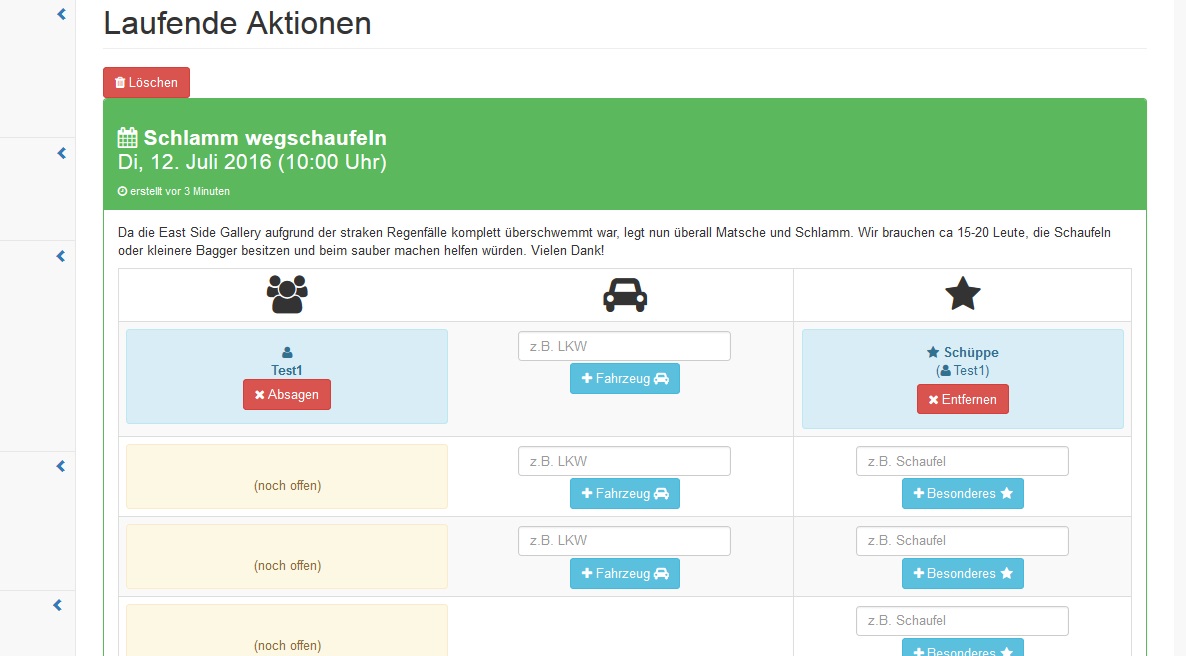 Laufende Aktionen
Löschen
Schlamm wegschaufeln
Di, 12. Juli 2016 (10:00 Uhr)
erstellt vor 3 Minuten
Da die East Side Gallery aufgrund der straken Regenfälle komplett überschwemmt war, legt nun überall Matsche und Schlamm. Wir brauchen ca 15-20 Leute, die Schaufeln
oder kleinere Bagger besitzen und beim sauber machen helfen würden. Vielen Dank!
Test1
Absagen
z.B. LKW
Fahrzeug
Schüppe
(Test1)
Entfernen
(noch offen)
z.B. LKW
Fahrzeug
z.B. Schaufel
Besonderes
(noch offen)
z.B. LKW
Fahrzeug
z.B. Schaufel
Besonderes
(noch offen)
z.B. Schaufel
Besonderes